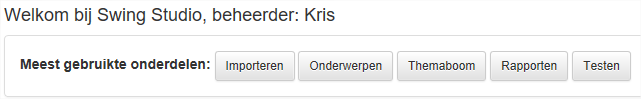 Welkom bij Swing Studio, beheerder: Kris
Meest gebruikte onderdelen: Importeren Onderwerpen Themaboom Rapporten Testen